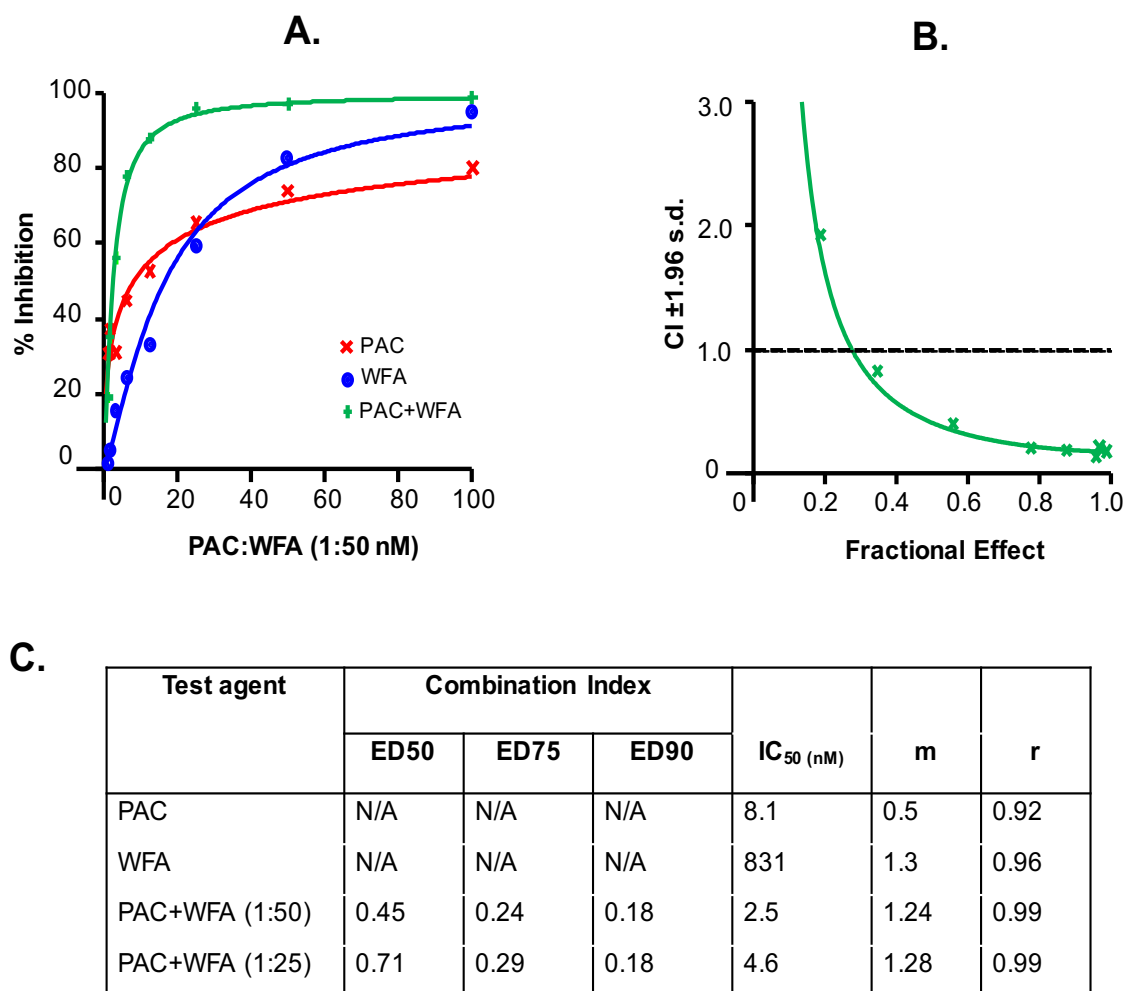 A.
100
80
60
40
20
0
% Inhibition
PAC
WFA
PAC+WFA
0 20 40 60 80 100
PAC:WFA (1:50 nM)
B.
3.0
2.0
1.0
0
CI ±1.96 s.d.
0 0.2 0.4 0.6 0.8 1.0
Fractional Effect
C.
Test agent Combination Index
ED50 ED75 ED90 IC50 (nM) m r
PAC N/A N/A N/A 8.1 0.5 0.92
WFA N/A N/A N/A 831 1.3 0.96
PAC+WFA (1:50) 0.45 0.24 0.18 2.5 1.24 0.99
PAC+WFA (1:25) 0.71 0.29 0.18 4.6 1.28 0.99